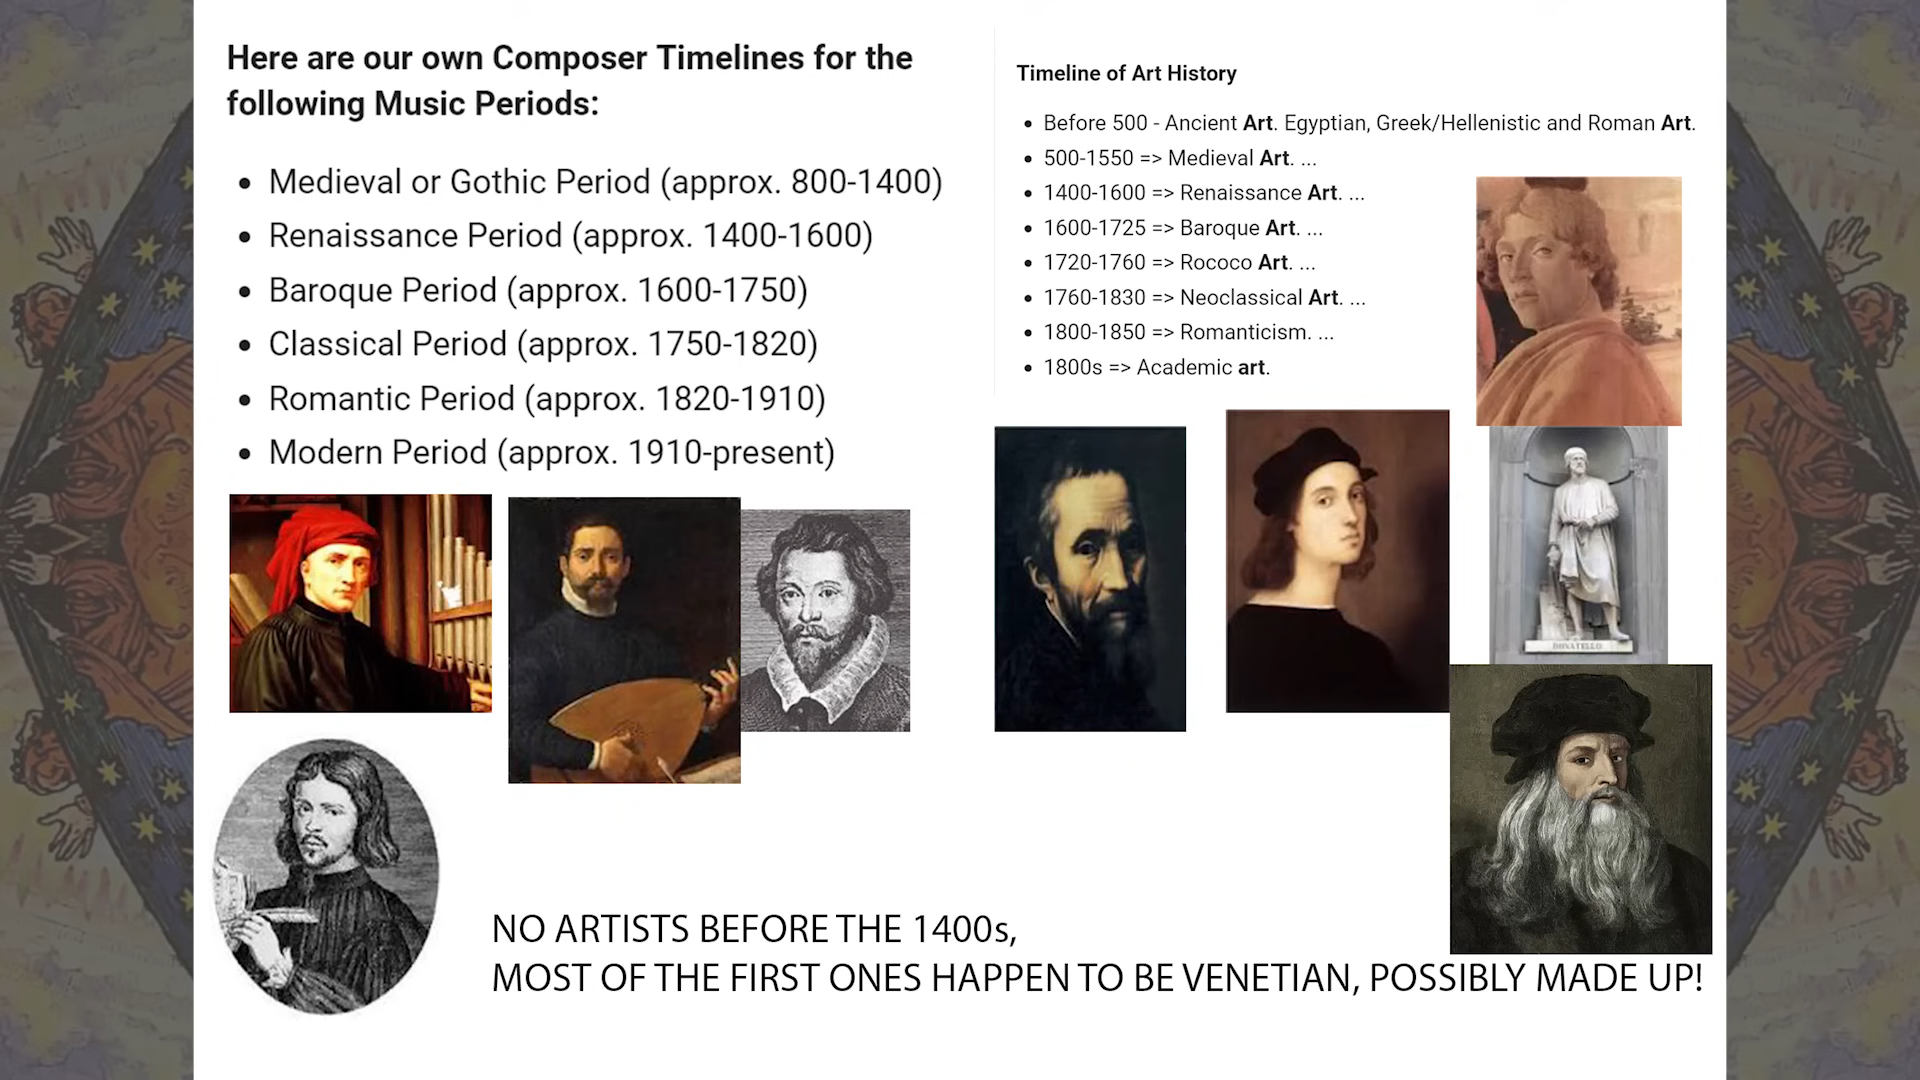 Here are our own Composer Timelines for the
following Music Periods:
• Medieval or Gothic Period (approx. 800-1400)
• Renaissance Period (approx. 1400-1600)
• Baroque Period (approx. 1600-1750)
• Classical Period (approx. 1750-1820)
• Romantic Period (approx. 1820-1910)
• Modern Period (approx. 1910-present)
Timeline of Art History
• Before 500 - Ancient Art. Egyptian, Greek/Hellenistic and Roman Art.
• 500-1550 => Medieval Art. ...
• 1400-1600 => Renaissance Art. ...
• 1600-1725 => Baroque Art. ...
• 1720-1760 => Rococo Art. ...
• 1760-1830 => Neoclassical Art. ...
• 1800-1850 => Romanticism. ...
• 1800s => Academic art.
DONATELLO
NO ARTISTS BEFORE THE 1400s,
MOST OF THE FIRST ONES HAPPEN TO BE VENETIAN, POSSIBLY MADE UP!